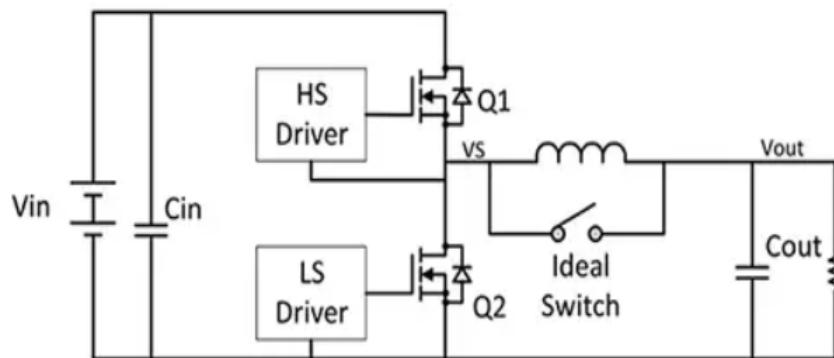 HS
Driver
Q1
VS
Vout
Vin
Cin
Cout
Ideal
Switch
LS
Driver
Q2